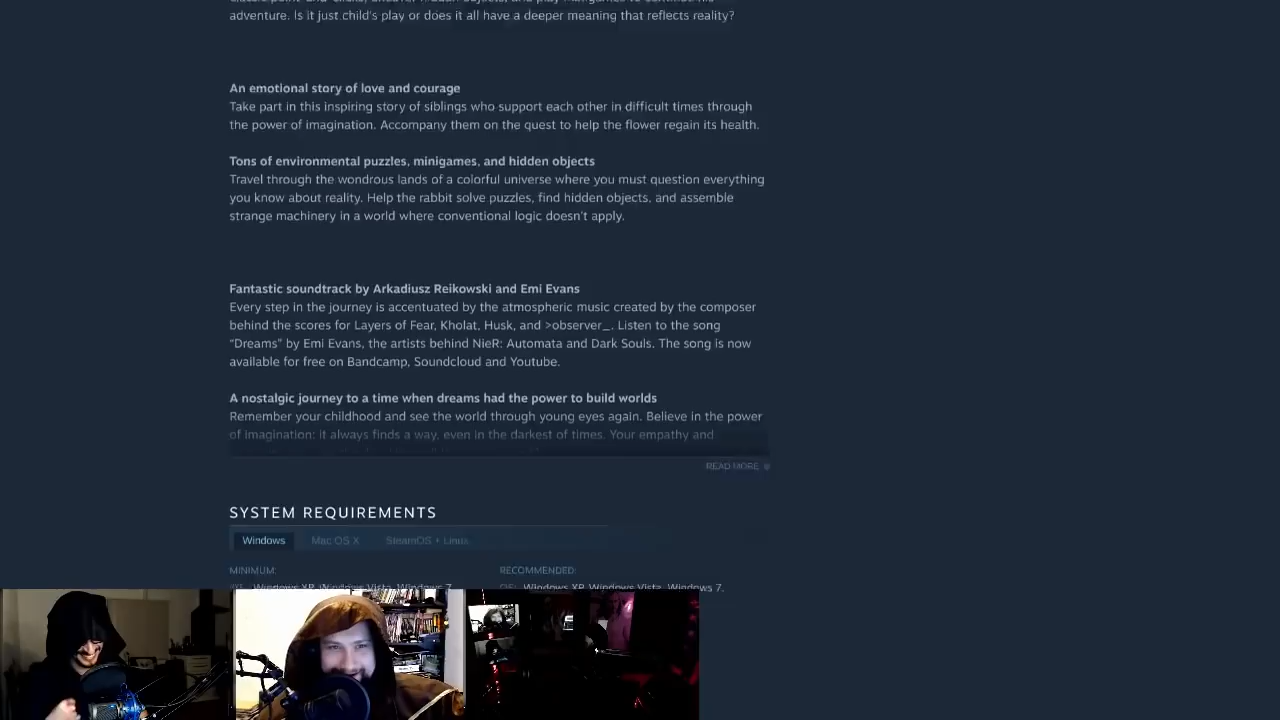 adventure. Is it just child's play or does it all have a deeper meaning that reflects reality?
An emotional story of love and courage
Take part in this inspiring story of siblings who support each other in difficult times through
the power of imagination. Accompany them on the quest to help the flower regain its health.
Tons of environmental puzzles, minigames, and hidden objects
Travel through the wondrous lands of a colorful universe where you must question everything
you know about reality. Help the rabbit solve puzzles, find hidden objects, and assemble
strange machinery in a world where conventional logic doesn't apply.
Fantastic soundtrack by Arkadiusz Reikowski and Emi Evans
Every step in the journey is accentuated by the atmospheric music created by the composer
behind the scores for Layers of Fear, Kholat, Husk, and >observer_. Listen to the song
“Dreams” by Emi Evans, the artists behind NieR: Automata and Dark Souls. The song is now
available for free on Bandcamp, Soundcloud and Youtube.
A nostalgic journey to a time when dreams had the power to build worlds
Remember your childhood and see the world through young eyes again. Believe in the power
of imagination: it always finds a way, even in the darkest of times. Your empathy and
READ MORE
SYSTEM REQUIREMENTS
Windows Mac OS X SteamOS + Linux
MINIMUM: RECOMMENDED:
Windows XP, Windows Vista, Windows 7, OS: Windows XP, Windows Vista, Windows 7,